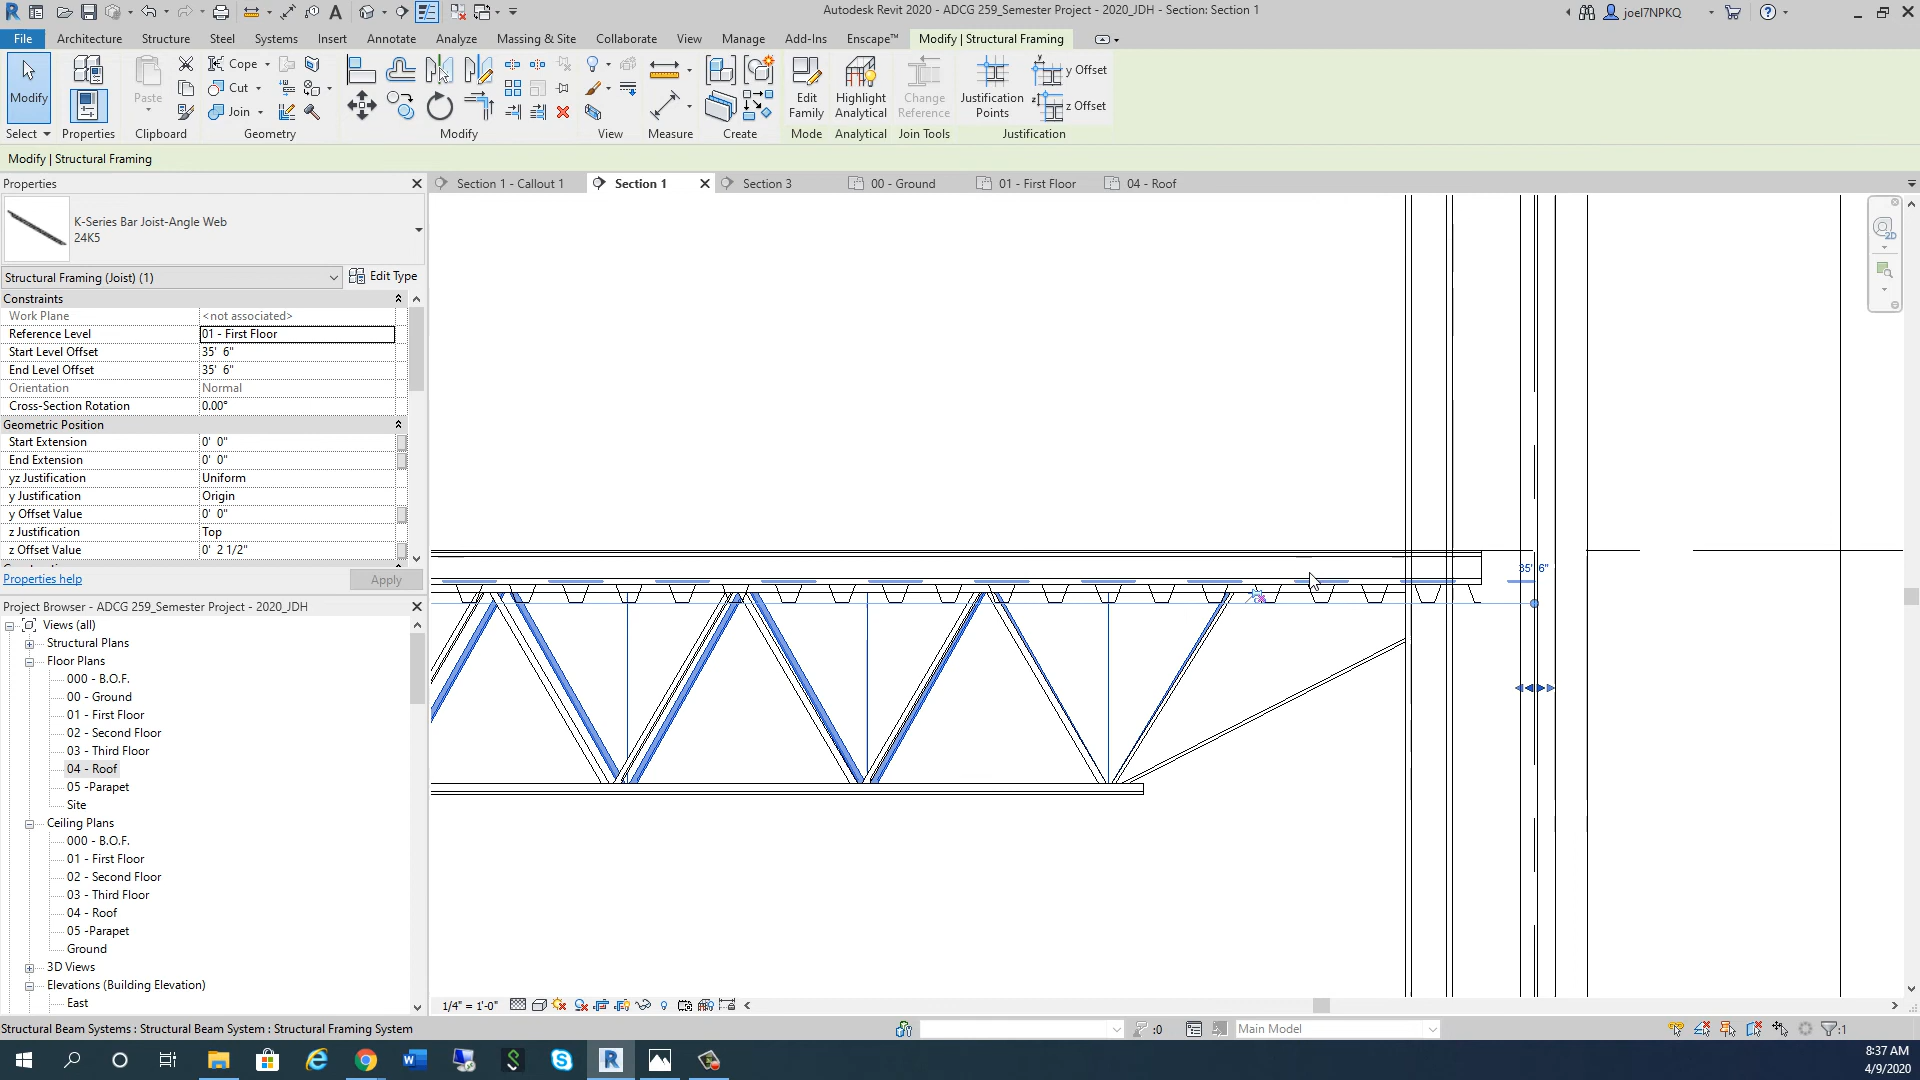 Autodesk Revit 2020 - ADCG 259_Semester Project - 2020_JDH - Section: Section 1
joel7NPKQ
File
Architecture
Structure
Steel
Systems
Insert
Annotate
Analyze
Massing & Site
Collaborate
View
Manage
Add-Ins
Enscape™
Modify | Structural Framing
Modify
Select
Properties
Paste
Clipboard
Cope
Cut
Join
Geometry
Modify
View
Measure
Create
Edit Family
Mode
Highlight Analytical
Analytical
Change Reference
Join Tools
Justification Points
y Offset
z Offset
Justification
Modify | Structural Framing
Properties
K-Series Bar Joist-Angle Web
24K5
Structural Framing (Joist) (1)
Edit Type
Constraints
Work Plane <not associated>
Reference Level 01 - First Floor
Start Level Offset 35' 6"
End Level Offset 35' 6"
Orientation Normal
Cross-Section Rotation 0.00°
Geometric Position
Start Extension 0' 0"
End Extension 0' 0"
yz Justification Uniform
y Justification Origin
y Offset Value 0' 0"
z Justification Top
z Offset Value 0' 2 1/2"
Properties help
Apply
Project Browser - ADCG 259_Semester Project - 2020_JDH
Views (all)
Structural Plans
Floor Plans
000 - B.O.F.
00 - Ground
01 - First Floor
02 - Second Floor
03 - Third Floor
04 - Roof
05 -Parapet
Site
Ceiling Plans
000 - B.O.F.
01 - First Floor
02 - Second Floor
03 - Third Floor
04 - Roof
05 -Parapet
Ground
3D Views
Elevations (Building Elevation)
East
Section 1 - Callout 1
Section 1
Section 3
00 - Ground
01 - First Floor
04 - Roof
2D
35' 6"
1/4" = 1'-0"
Structural Beam Systems : Structural Beam System : Structural Framing System
:0
Main Model
:1
8:37 AM
4/9/2020